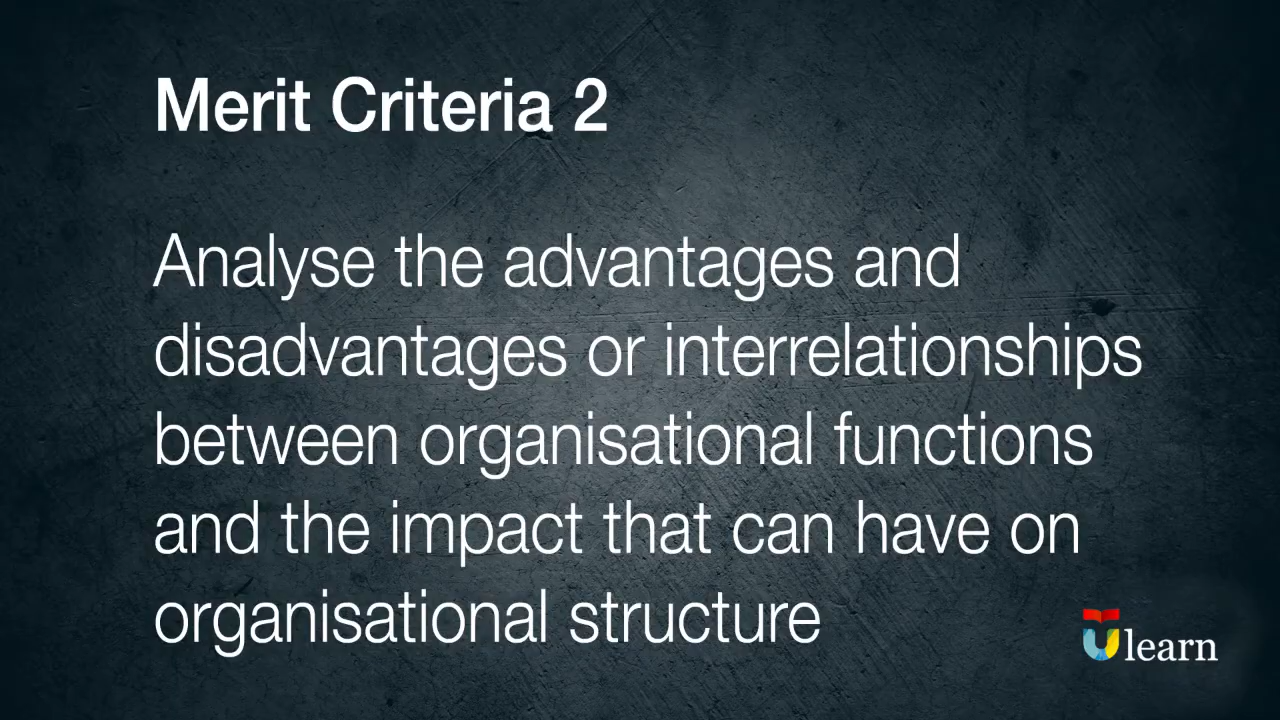 Merit Criteria 2
Analyse the advantages and
disadvantages or interrelationships
between organisational functions
and the impact that can have on
organisational structure
U learn